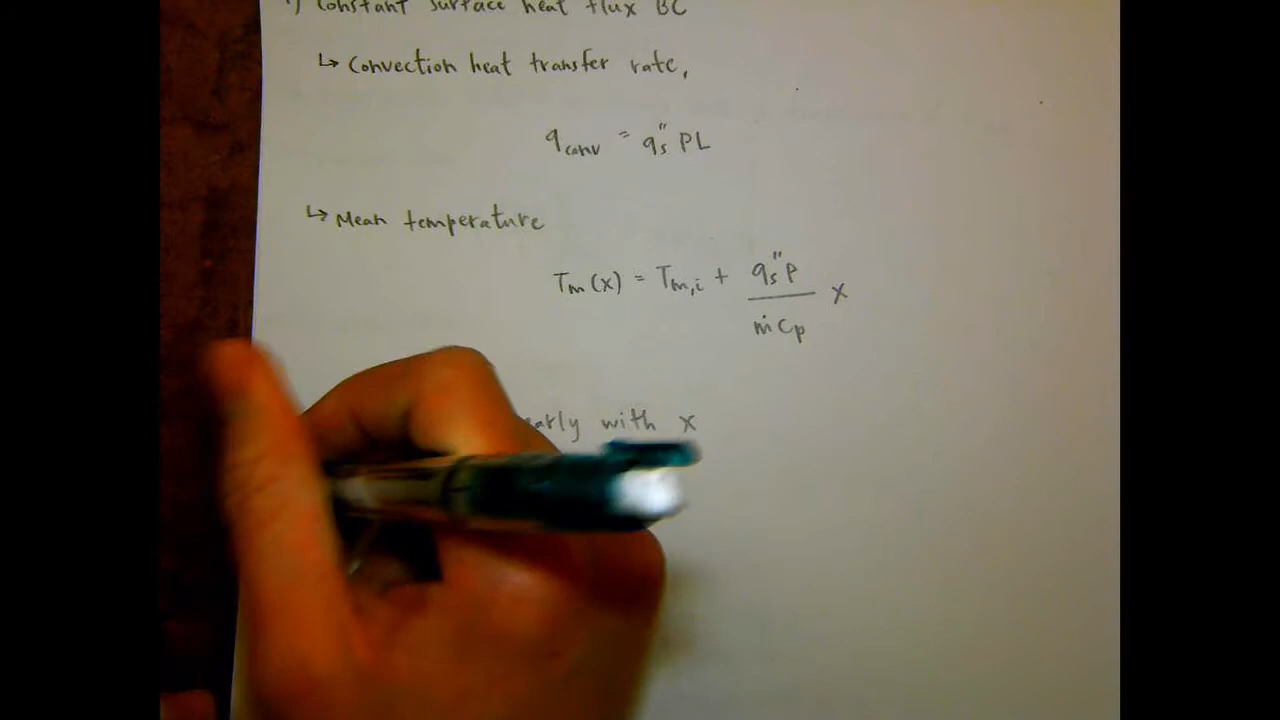 1) Constant surface heat flux BC
↳ Convection heat transfer rate,
q_conv = q_s" PL
↳ Mean temperature
T_m(x) = T_m,i + q_s" P / ṁ c_p x
with x